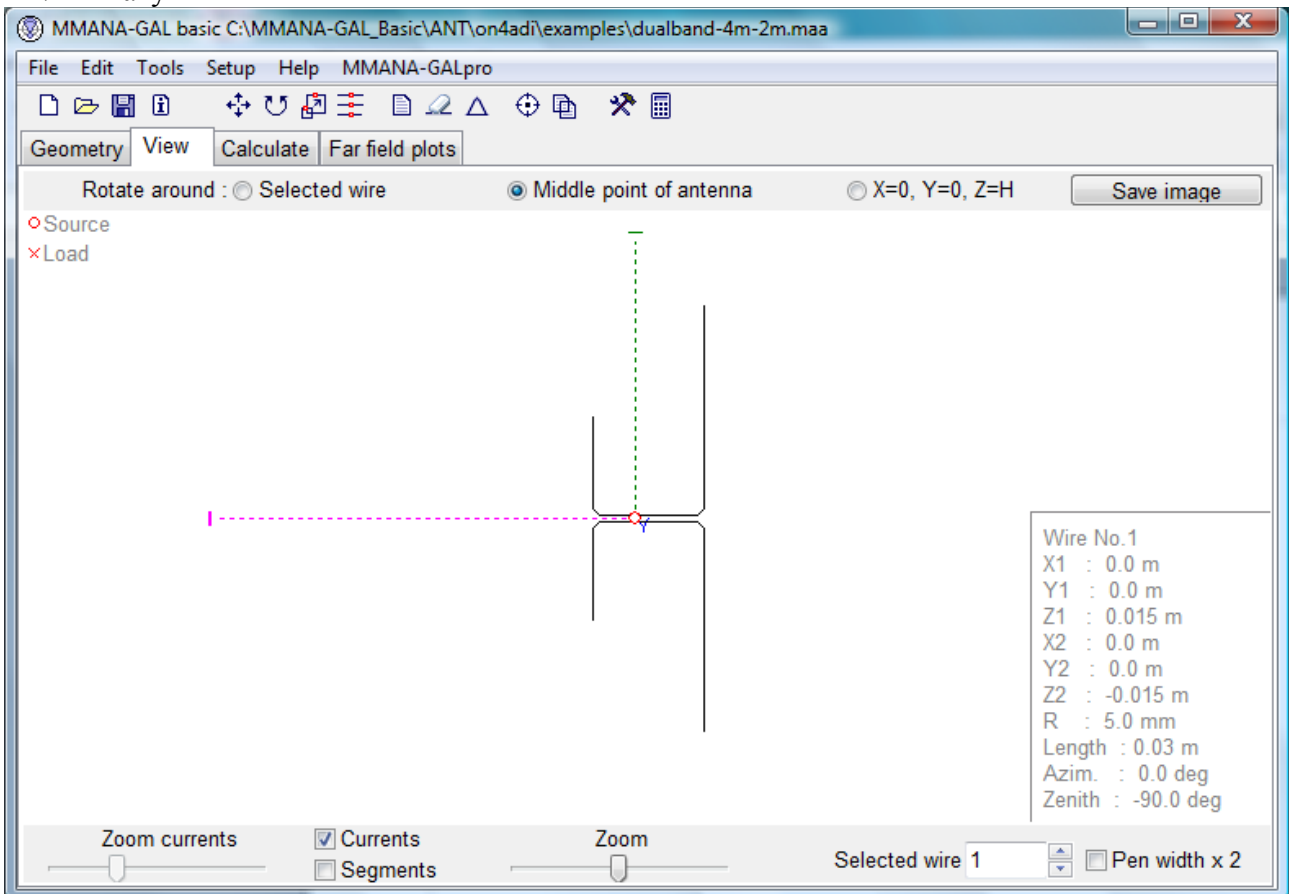 MMANA-GAL basic C:\MMANA-GAL_Basic\ANT\on4adi\examples\dualband-4m-2m.maa
File Edit Tools Setup Help MMANA-GALpro
Geometry View Calculate Far field plots
Rotate around : Selected wire Middle point of antenna X=0, Y=0, Z=H Save image
Source
Load
Y
Wire No.1
X1 : 0.0 m
Y1 : 0.0 m
Z1 : 0.015 m
X2 : 0.0 m
Y2 : 0.0 m
Z2 : -0.015 m
R : 5.0 mm
Length : 0.03 m
Azim. : 0.0 deg
Zenith : -90.0 deg
Zoom currents Currents Zoom
Segments Selected wire 1 Pen width x 2